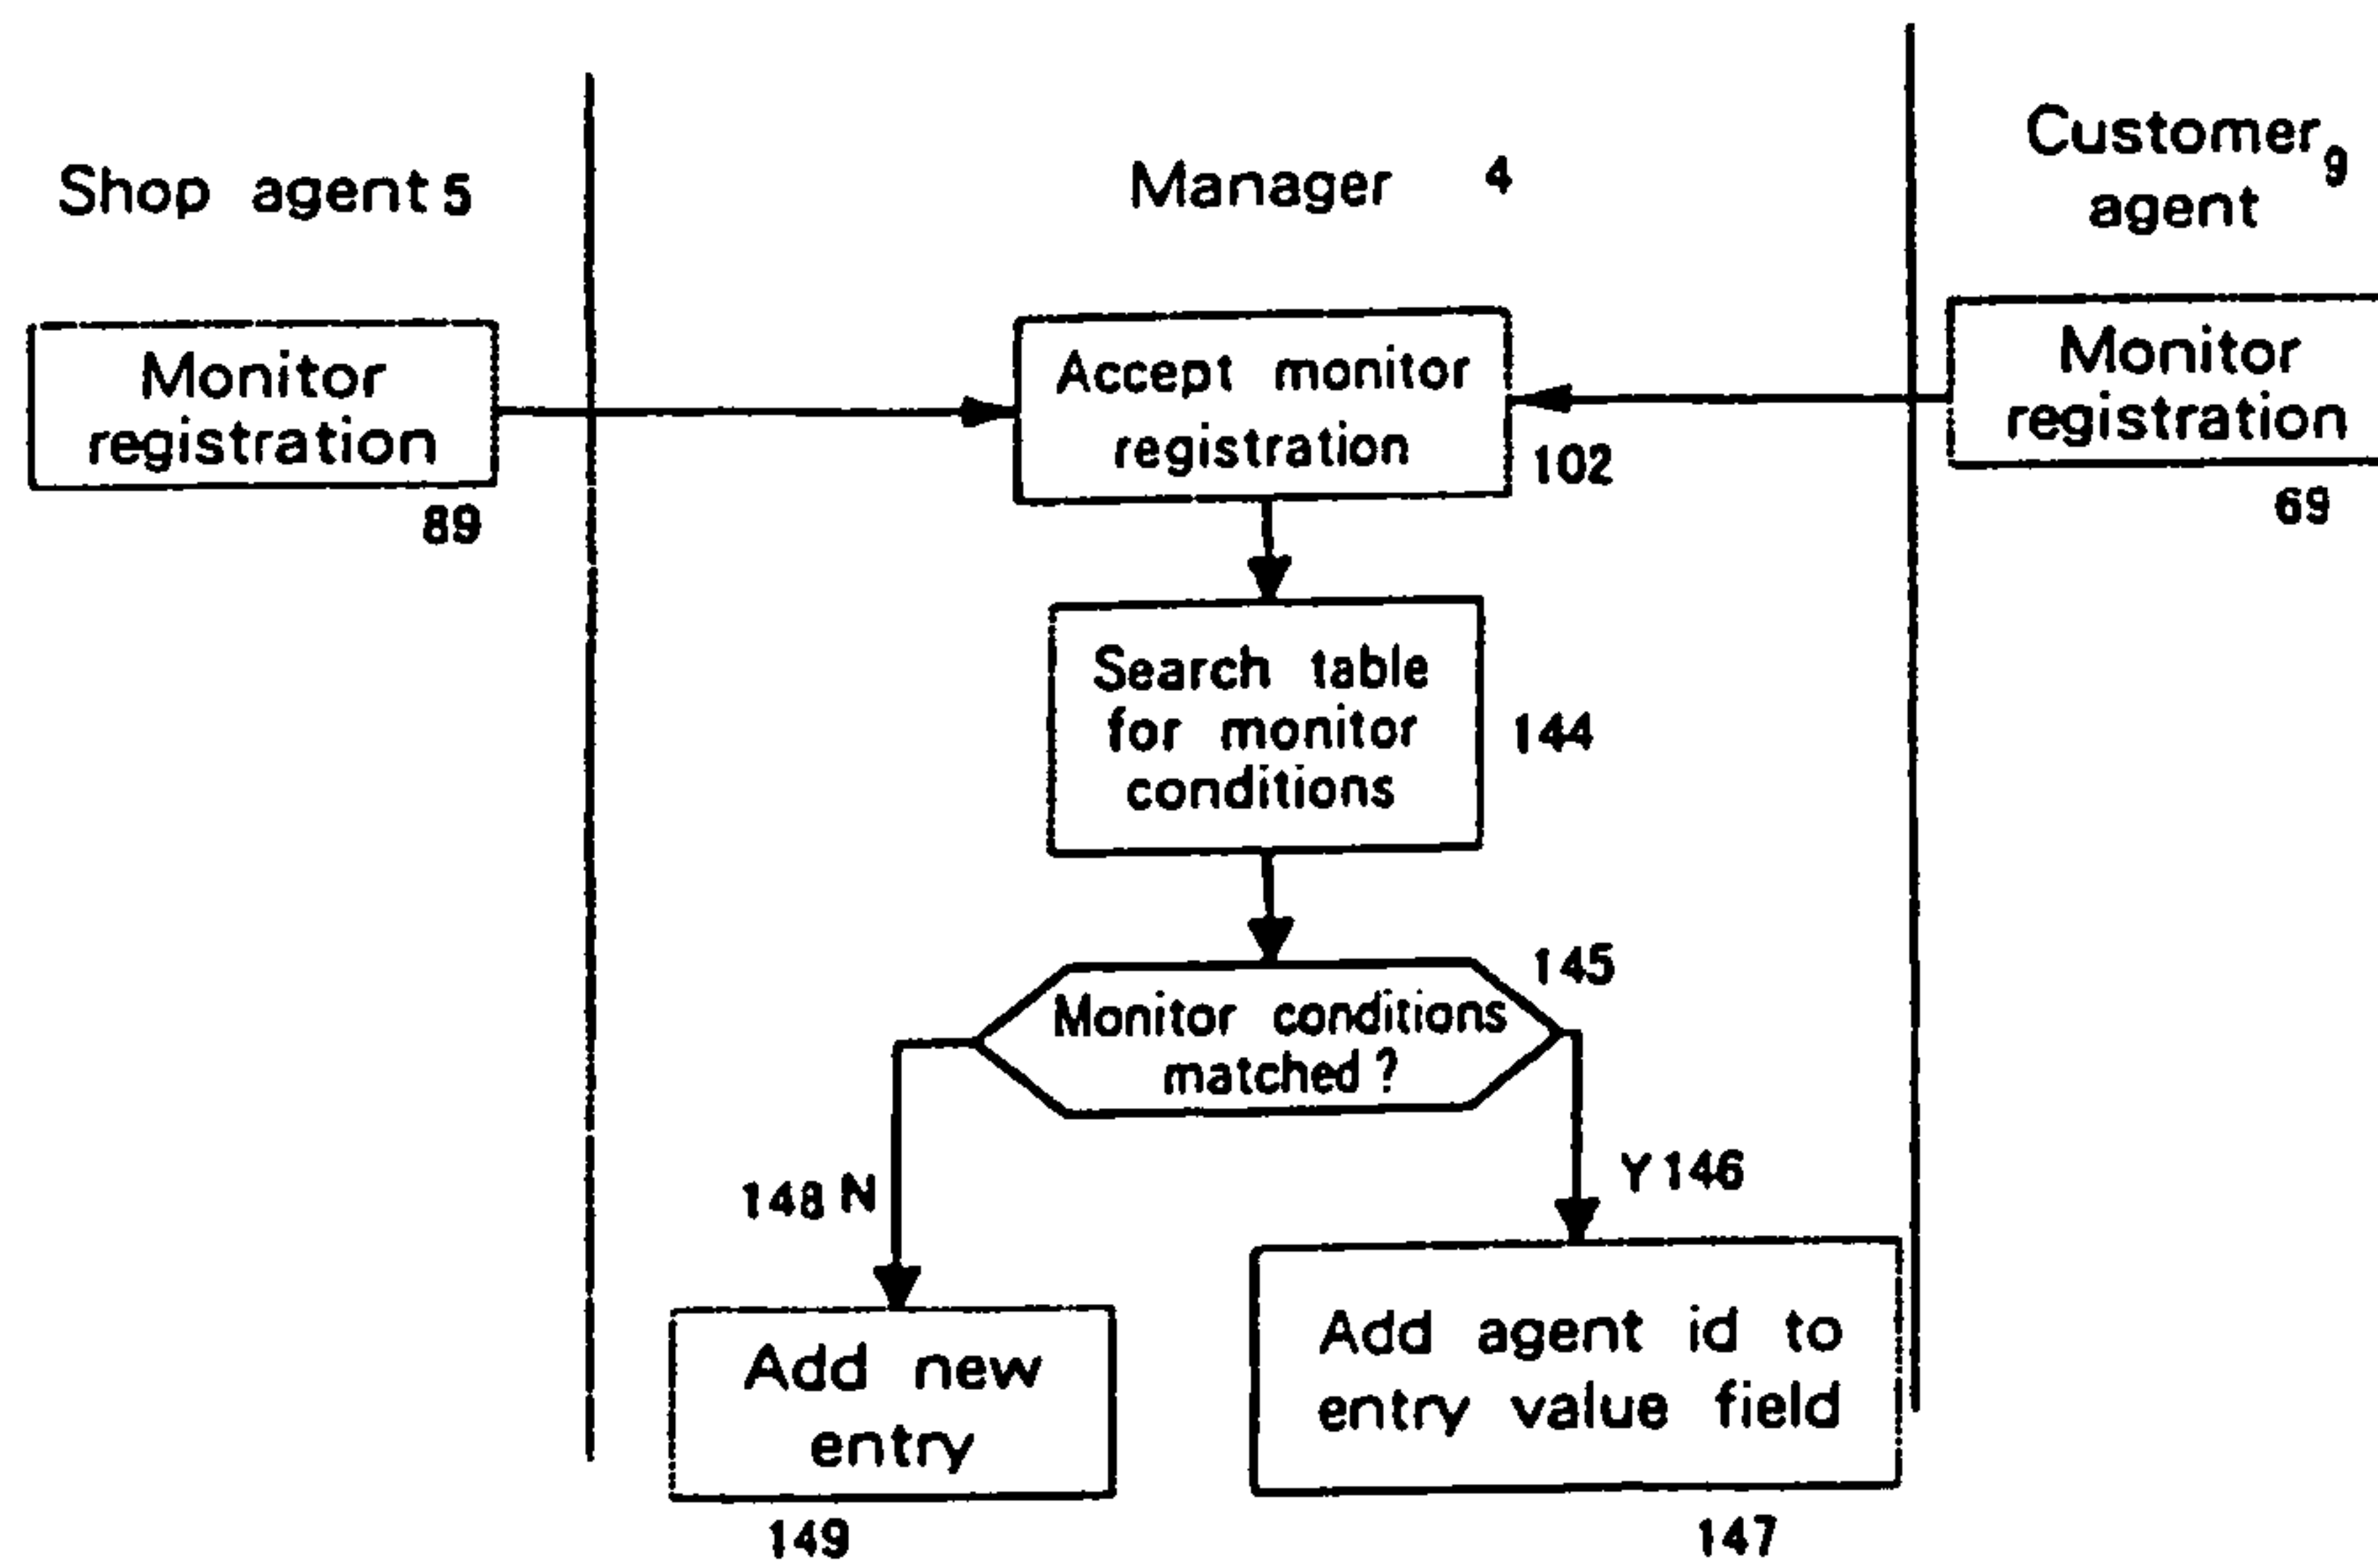 Shop agent 5
Manager 4
Customer 9
agent
Monitor
registration
89
Accept monitor
registration
102
Monitor
registration
69
Search table
for monitor
conditions
144
Monitor conditions
matched ?
145
148 N
Y 146
Add new
entry
149
Add agent id to
entry value field
147